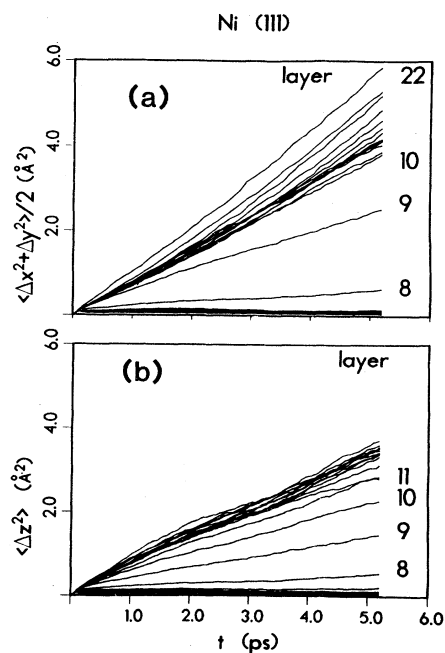 Ni (111)
6.0
4.0
2.0
<Δx²+Δy²>/2 (Å²)
(a)
layer
22
10
9
8
6.0
4.0
2.0
<Δz²> (Å²)
(b)
layer
11
10
9
8
1.0 2.0 3.0 4.0 5.0 6.0
t (ps)